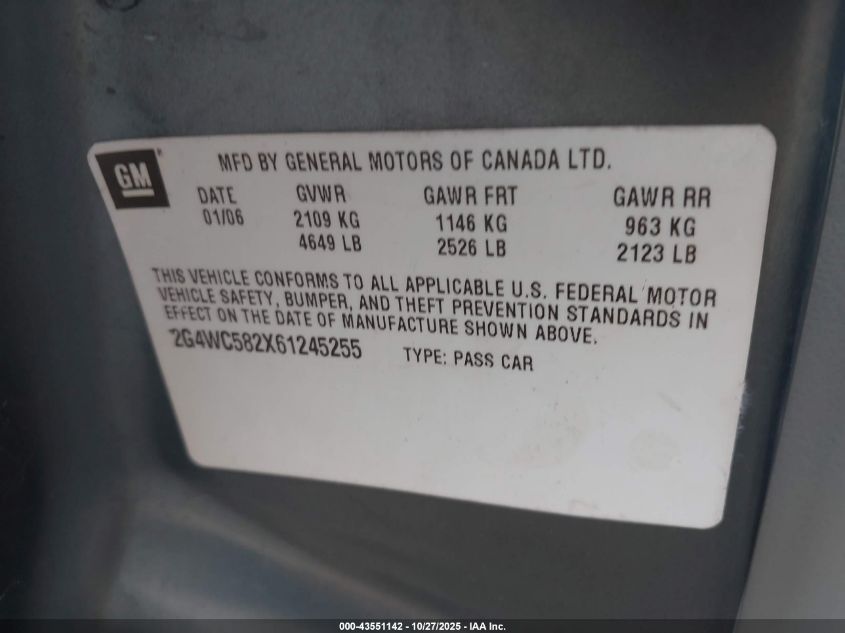 GM
MFD BY GENERAL MOTORS OF CANADA LTD.
DATE GVWR GAWR FRT GAWR RR
01/06 2109 KG 1146 KG 963 KG
4649 LB 2526 LB 2123 LB
THIS VEHICLE CONFORMS TO ALL APPLICABLE U.S. FEDERAL MOTOR
VEHICLE SAFETY, BUMPER, AND THEFT PREVENTION STANDARDS IN
EFFECT ON THE DATE OF MANUFACTURE SHOWN ABOVE.
2G4WC582X61245255 TYPE: PASS CAR
000-43551142 - 10/27/2025 - IAA Inc.